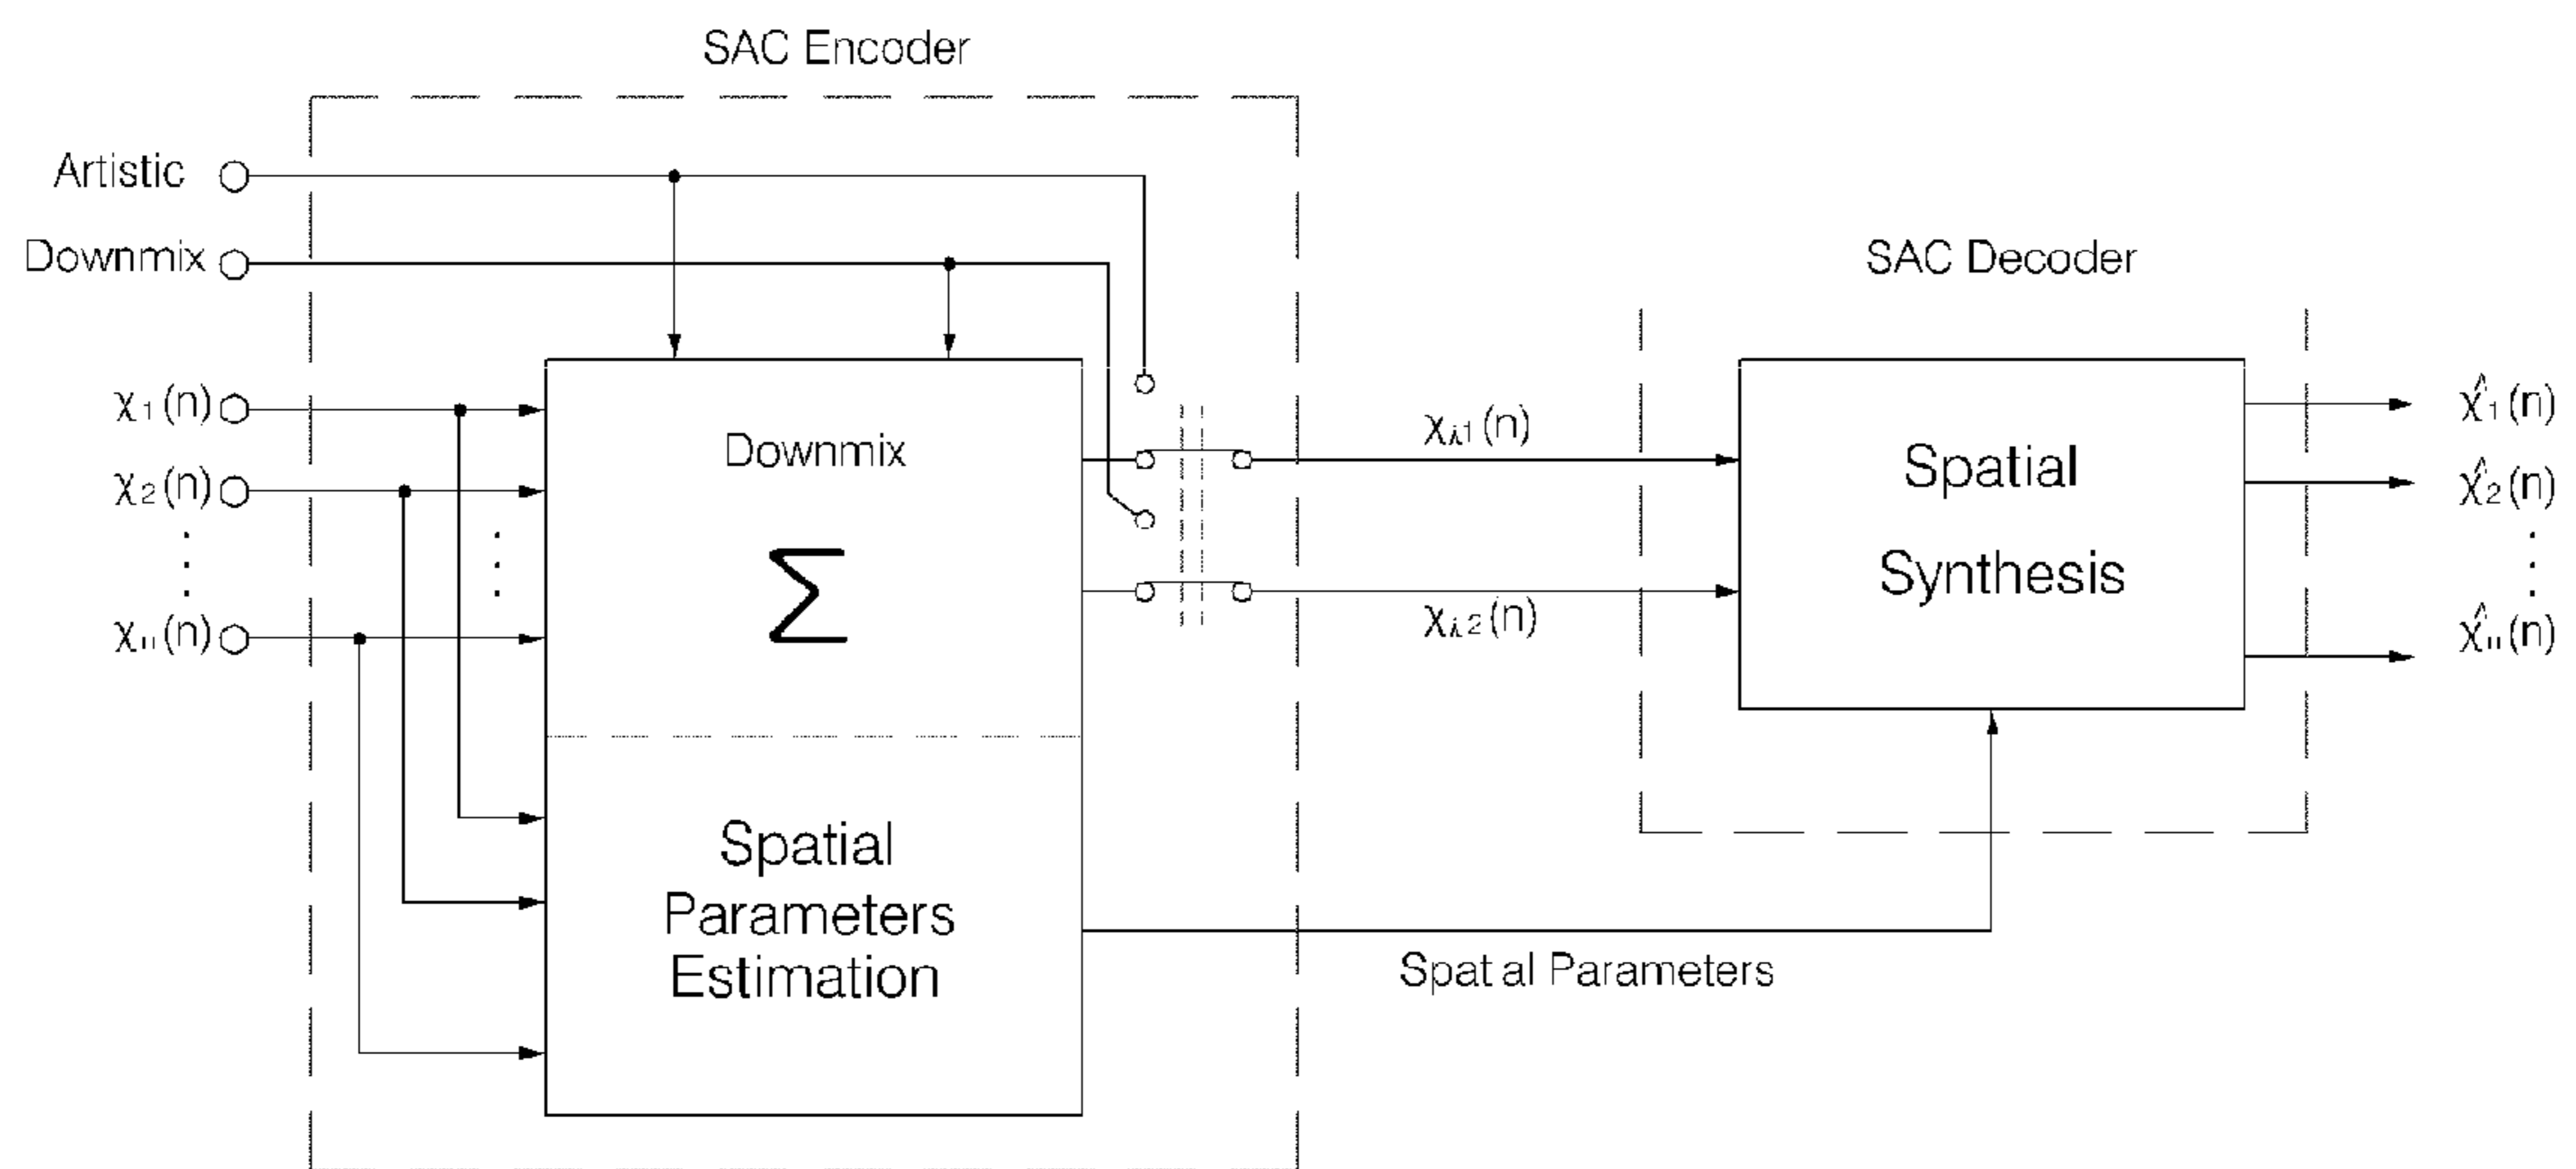 SAC Encoder
Artistic
Downmix
SAC Decoder
χ1(n)
χ2(n)
χn(n)
Downmix
Σ
Spatial
Parameters
Estimation
χλ1(n)
χλ2(n)
Spatial
Synthesis
χ̂1(n)
χ̂2(n)
χ̂n(n)
Spat al Parameters